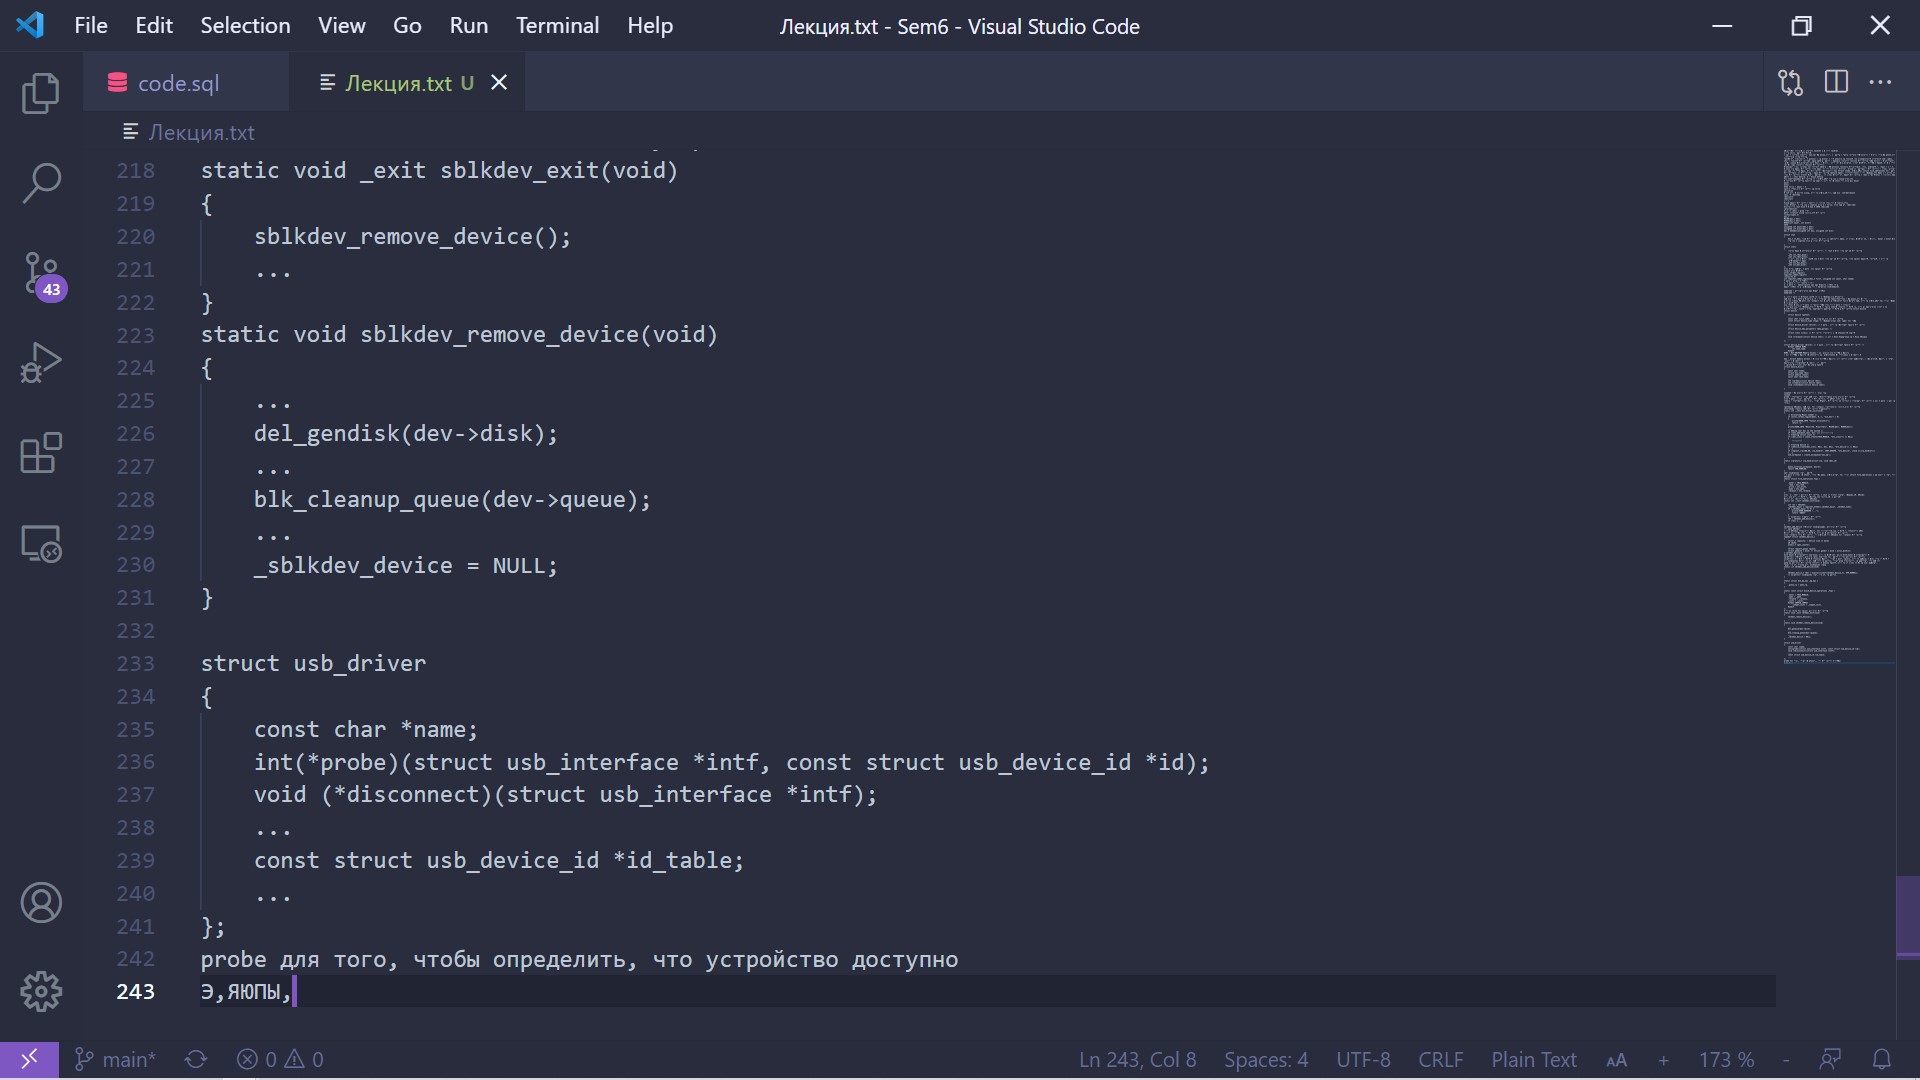 File Edit Selection View Go Run Terminal Help Лекция.txt - Sem6 - Visual Studio Code
code.sql Лекция.txt U
Лекция.txt
218 static void _exit sblkdev_exit(void)
219 {
220 sblkdev_remove_device();
221 ...
222 }
223 static void sblkdev_remove_device(void)
224 {
225 ...
226 del_gendisk(dev->disk);
227 ...
228 blk_cleanup_queue(dev->queue);
229 ...
230 _sblkdev_device = NULL;
231 }
232
233 struct usb_driver
234 {
235 const char *name;
236 int(*probe)(struct usb_interface *intf, const struct usb_device_id *id);
237 void (*disconnect)(struct usb_interface *intf);
238 ...
239 const struct usb_device_id *id_table;
240 ...
241 };
242 probe для того, чтобы определить, что устройство доступно
243 Э,ЯЮПЫ,
43
main* 0 0 Ln 243, Col 8 Spaces: 4 UTF-8 CRLF Plain Text AA + 173 % -